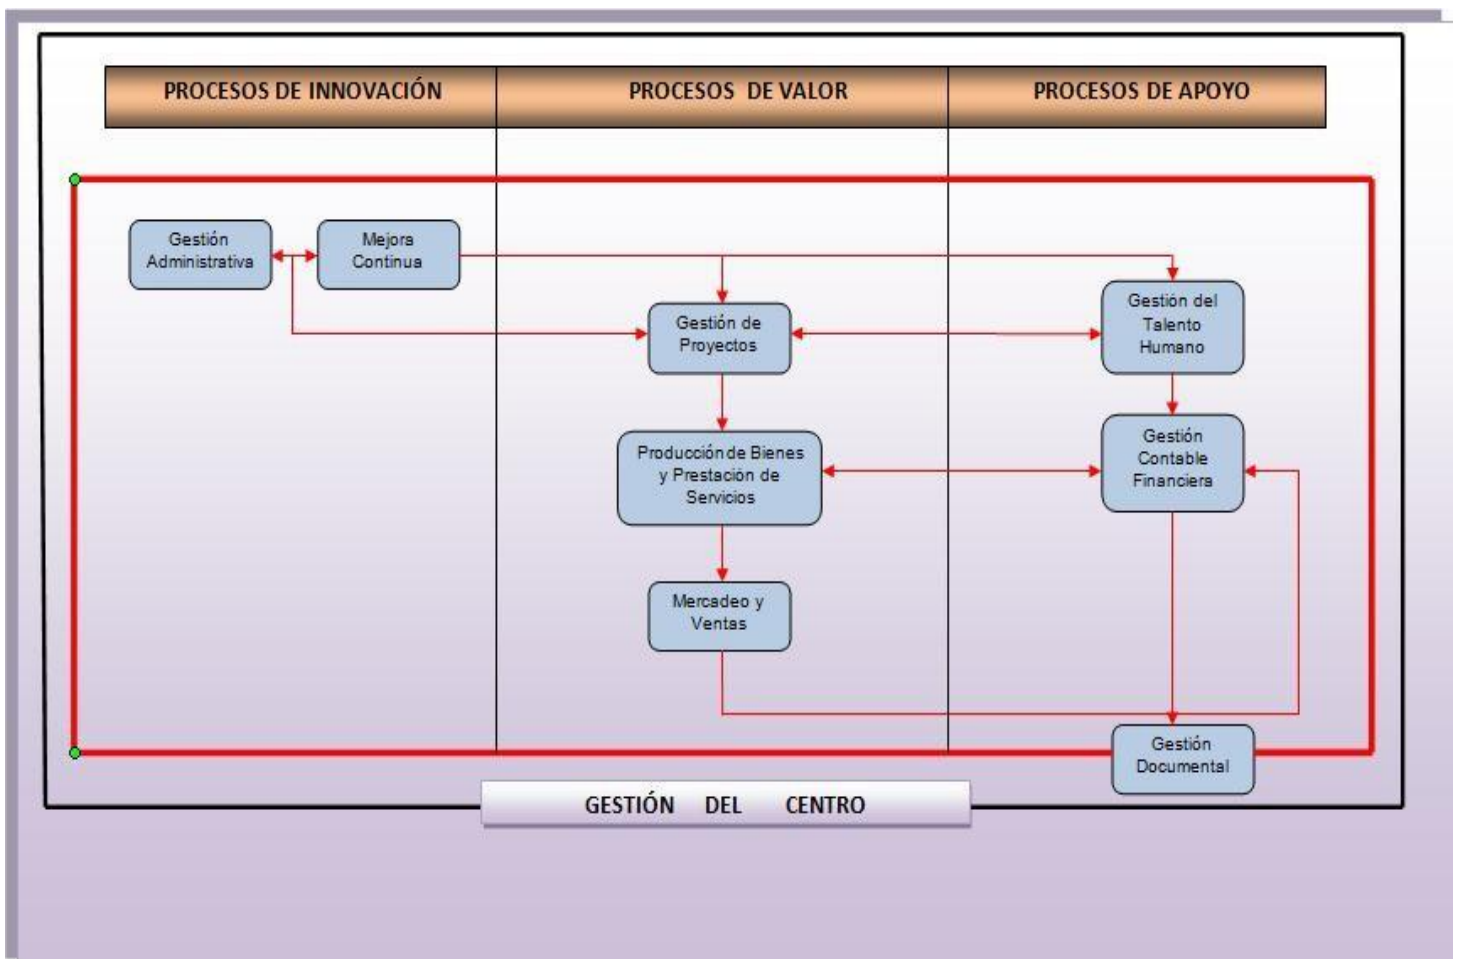 PROCESOS DE INNOVACIÓN
PROCESOS DE VALOR
PROCESOS DE APOYO
Gestión
Administrativa
Mejora
Continua
Gestión de
Proyectos
Gestión del
Talento
Humano
Producción de Bienes
y Prestación de
Servicios
Gestión
Contable
Financiera
Mercadeo y
Ventas
Gestión
Documental
GESTIÓN DEL CENTRO